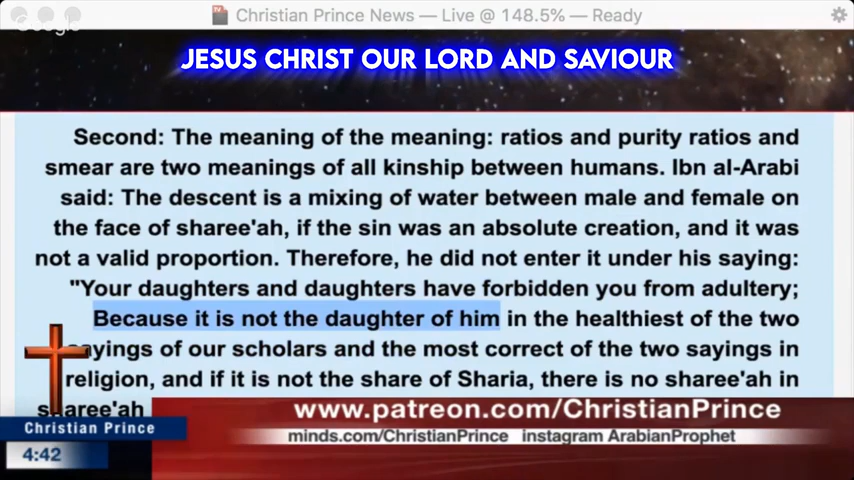 Christian Prince News — Live @ 148.5% — Ready
Google
JESUS CHRIST OUR LORD AND SAVIOUR
Second: The meaning of the meaning: ratios and purity ratios and
smear are two meanings of all kinship between humans. Ibn al-Arabi
said: The descent is a mixing of water between male and female on
the face of sharee'ah, if the sin was an absolute creation, and it was
not a valid proportion. Therefore, he did not enter it under his saying:
"Your daughters and daughters have forbidden you from adultery;
Because it is not the daughter of him in the healthiest of the two
sayings of our scholars and the most correct of the two sayings in
religion, and if it is not the share of Sharia, there is no sharee'ah in
sharee'ah
www.patreon.com/ChristianPrince
Christian Prince
minds.com/ChristianPrince instagram ArabianProphet
4:42